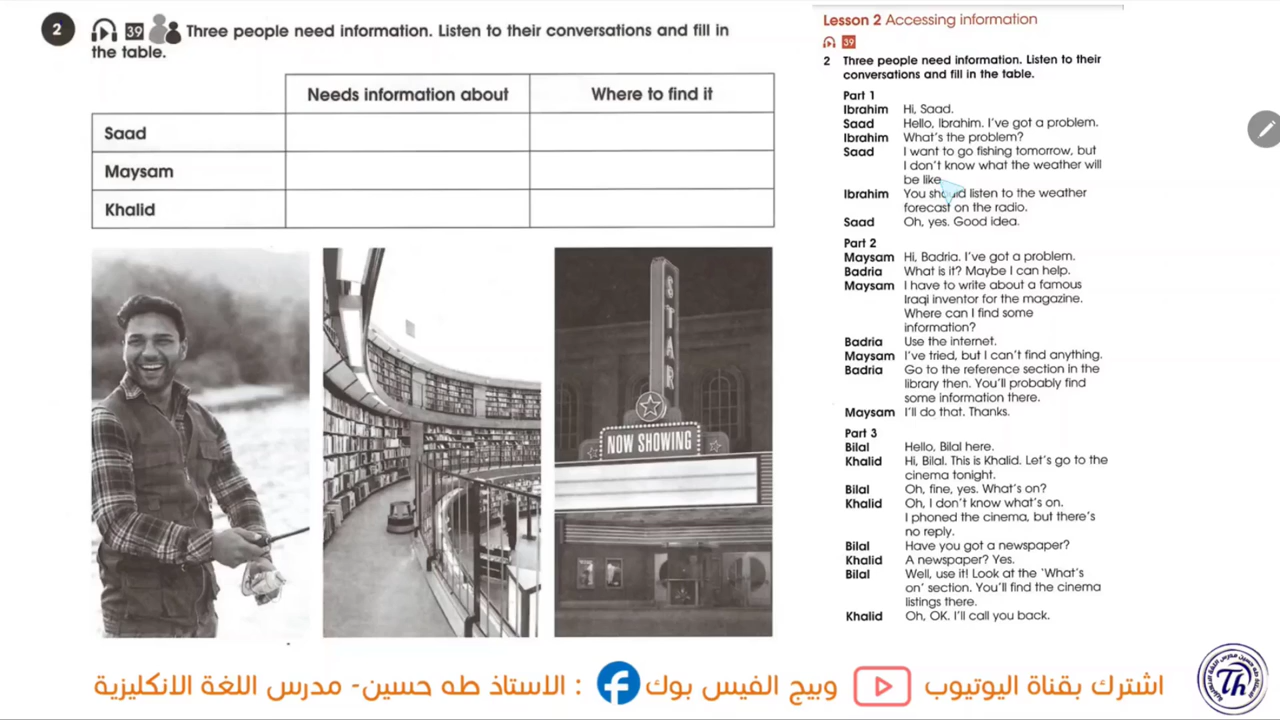 2 39 Three people need information. Listen to their conversations and fill in
the table.
Needs information about Where to find it
Saad
Maysam
Khalid
STAR
NOW SHOWING
Lesson 2 Accessing information
39
2 Three people need information. Listen to their
conversations and fill in the table.
Part 1
Ibrahim Hi, Saad.
Saad Hello, Ibrahim. I've got a problem.
Ibrahim What's the problem?
Saad I want to go fishing tomorrow, but
I don't know what the weather will
be like
Ibrahim You should listen to the weather
forecast on the radio.
Saad Oh, yes. Good idea.
Part 2
Maysam Hi, Badria. I've got a problem.
Badria What is it? Maybe I can help.
Maysam I have to write about a famous
Iraqi inventor for the magazine.
Where can I find some
information?
Badria Use the internet.
Maysam I've tried, but I can't find anything.
Badria Go to the reference section in the
library then. You'll probably find
some information there.
Maysam I'll do that. Thanks.
Part 3
Bilal Hello, Bilal here.
Khalid Hi, Bilal. This is Khalid. Let's go to the
cinema tonight.
Bilal Oh, fine, yes. What's on?
Khalid Oh, I don't know what's on.
I phoned the cinema, but there's
no reply.
Bilal Have you got a newspaper?
Khalid A newspaper? Yes.
Bilal Well, use it! Look at the 'What's
on' section. You'll find the cinema
listings there.
Khalid Oh, OK. I'll call you back.
اشترك بقناة اليوتيوب وبيج الفيس بوك : الاستاذ طه حسين- مدرس اللغة الانكليزية
Th